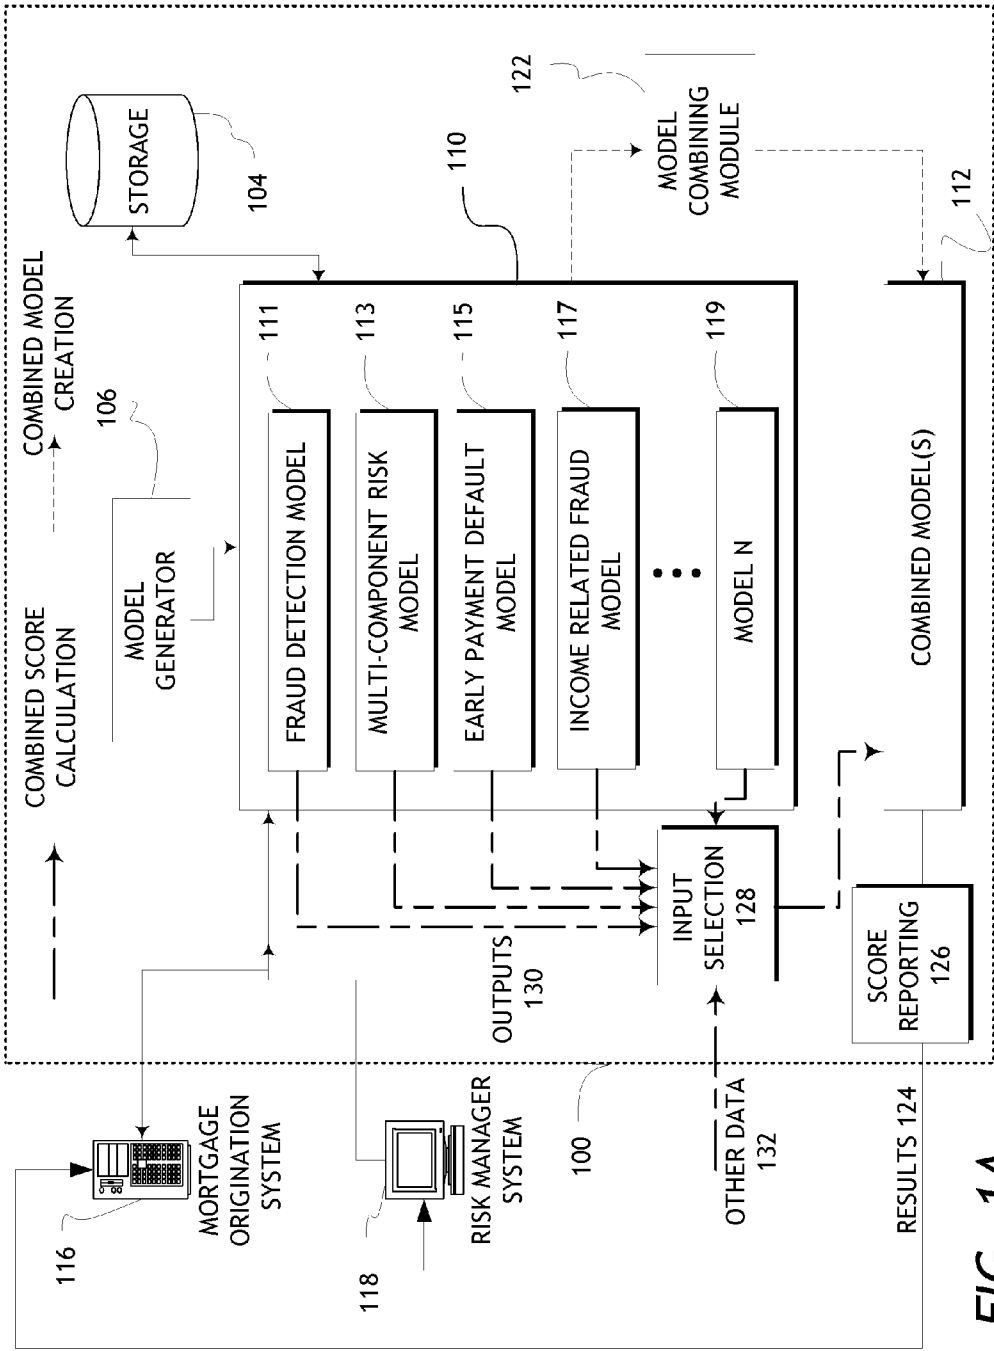 COMBINED SCORE
CALCULATION
COMBINED MODEL
CREATION
MODEL
GENERATOR
106
STORAGE
104
110
FRAUD DETECTION MODEL
111
MULTI-COMPONENT RISK
MODEL
113
EARLY PAYMENT DEFAULT
MODEL
115
INCOME RELATED FRAUD
MODEL
117
MODEL N
119
MODEL
COMBINING
MODULE
122
COMBINED MODEL(S)
112
MORTGAGE
ORIGINATION
SYSTEM
116
RISK MANAGER
SYSTEM
118
100
OUTPUTS
130
INPUT
SELECTION
128
OTHER DATA
132
SCORE
REPORTING
126
RESULTS 124
FIG. 1A